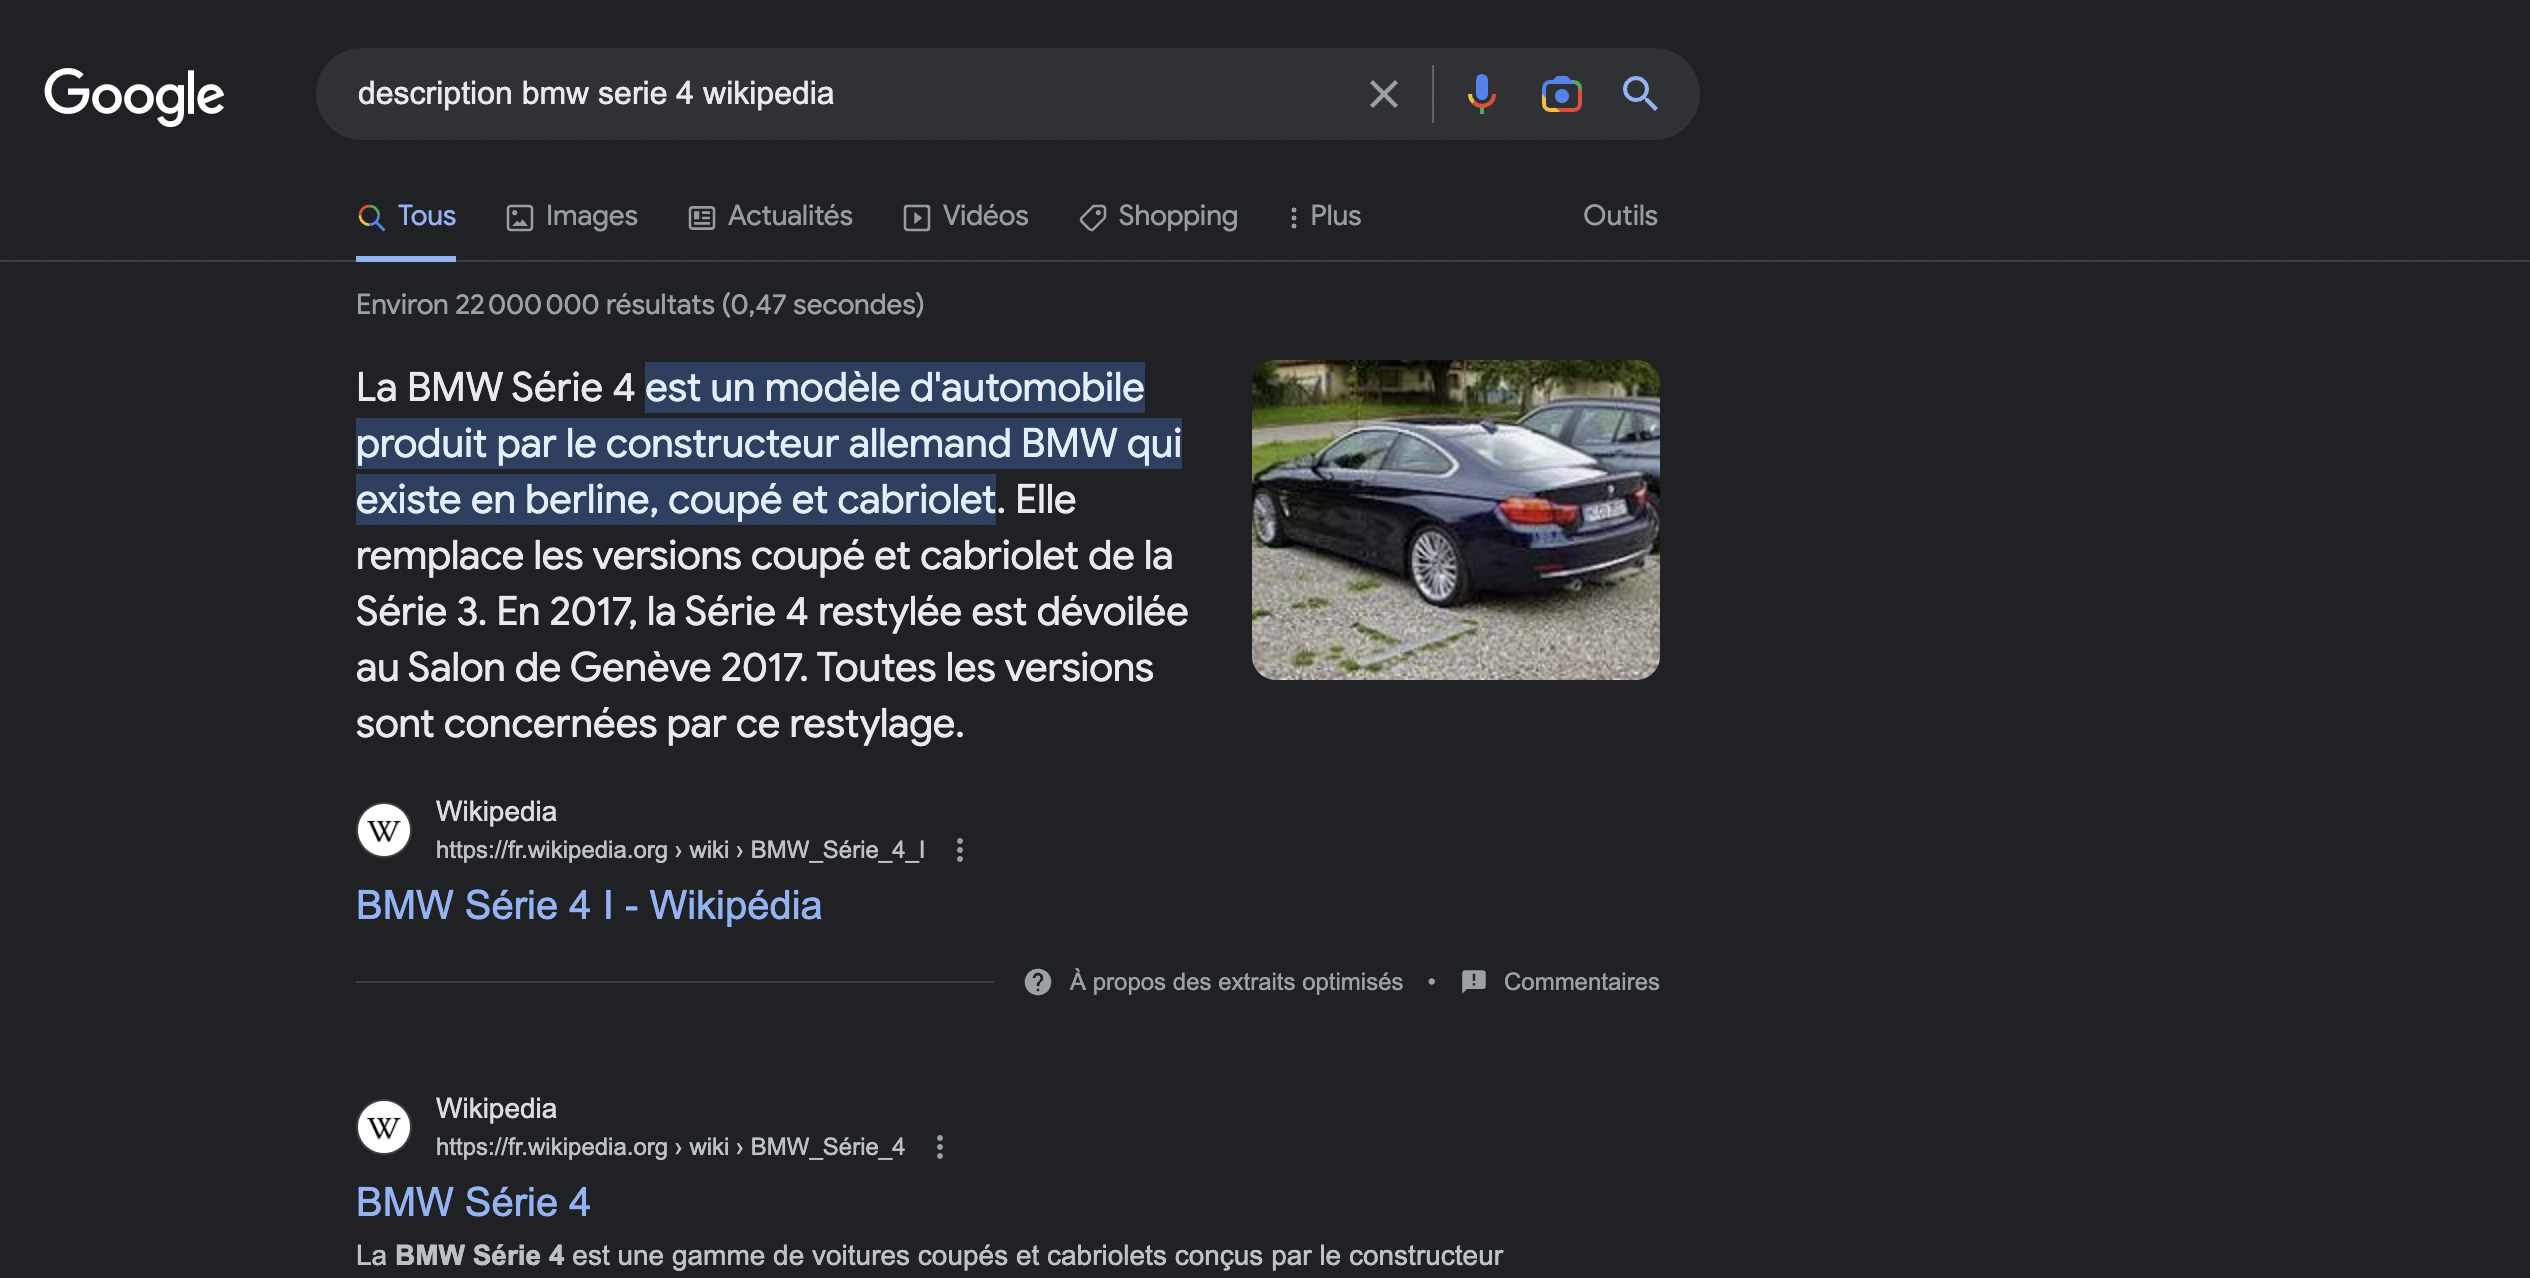 Google
description bmw serie 4 wikipedia
Tous Images Actualités Vidéos Shopping Plus Outils
Environ 22 000 000 résultats (0,47 secondes)
La BMW Série 4 est un modèle d'automobile
produit par le constructeur allemand BMW qui
existe en berline, coupé et cabriolet. Elle
remplace les versions coupé et cabriolet de la
Série 3. En 2017, la Série 4 restylée est dévoilée
au Salon de Genève 2017. Toutes les versions
sont concernées par ce restylage.
W
Wikipedia
https://fr.wikipedia.org › wiki › BMW_Série_4_I
BMW Série 4 I - Wikipédia
À propos des extraits optimisés • Commentaires
W
Wikipedia
https://fr.wikipedia.org › wiki › BMW_Série_4
BMW Série 4
La BMW Série 4 est une gamme de voitures coupés et cabriolets conçus par le constructeur